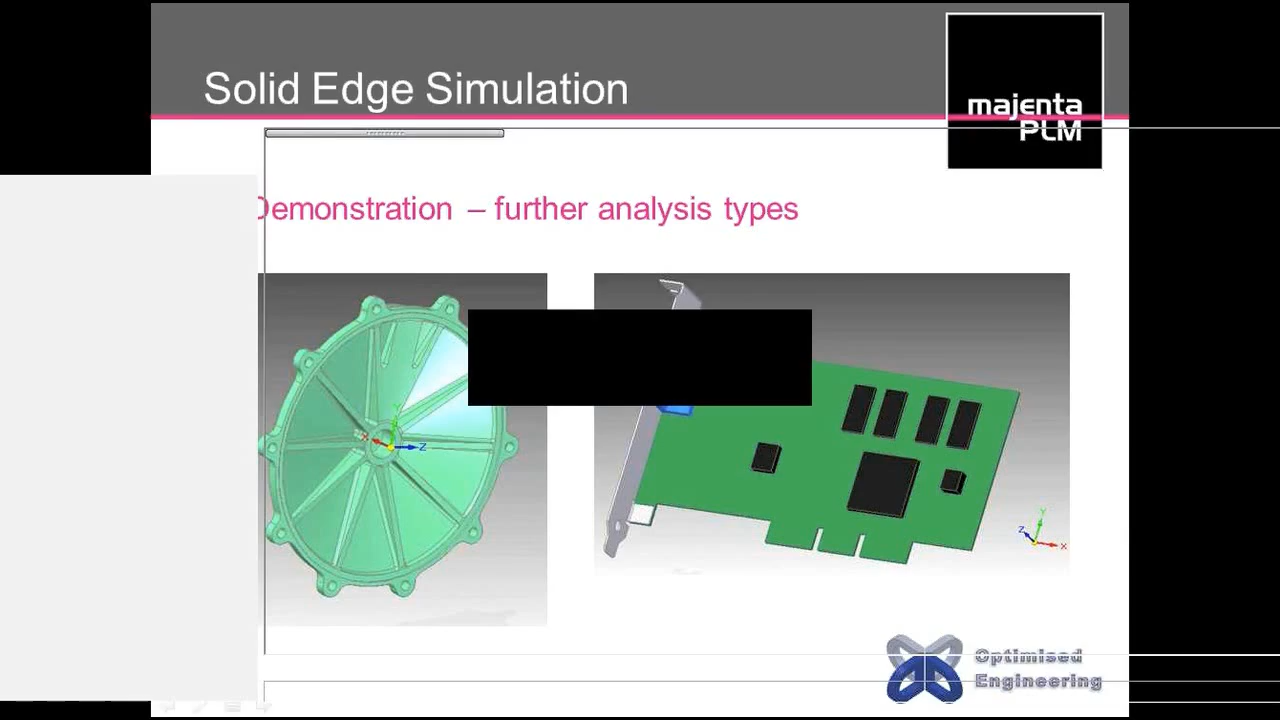 Solid Edge Simulation
majenta
PLM
Demonstration – further analysis types
Y
X
Z
Y
Z
X
Optimised
Engineering